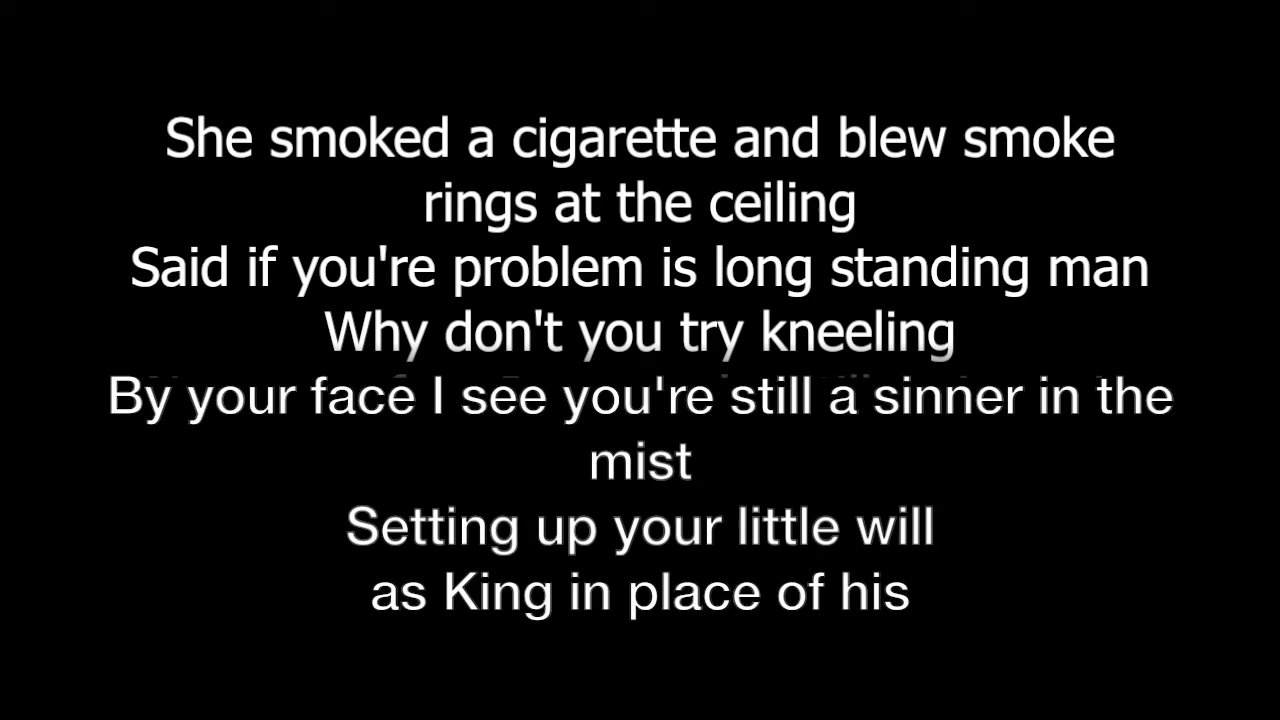 She smoked a cigarette and blew smoke
rings at the ceiling
Said if you're problem is long standing man
Why don't you try kneeling
By your face I see you're still a sinner in the
mist
Setting up your little will
as King in place of his